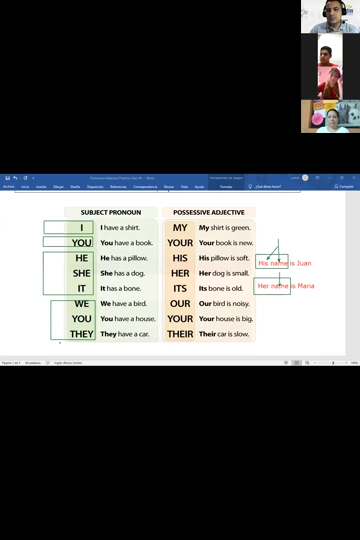 Archivo Inicio Insertar Dibujar Diseño Disposición Referencias Correspondencia Revisar Vista Ayuda Formato ¿Qué desea hacer? Compartir
SUBJECT PRONOUN POSSESSIVE ADJECTIVE
I I have a shirt. MY My shirt is green.
YOU You have a book. YOUR Your book is new.
HE He has a pillow. HIS His pillow is soft.
His name is Juan
SHE She has a dog. HER Her dog is small.
IT It has a bone. ITS Its bone is old.
Her name is Maria
WE We have a bird. OUR Our bird is noisy.
YOU You have a house. YOUR Your house is big.
THEY They have a car. THEIR Their car is slow.